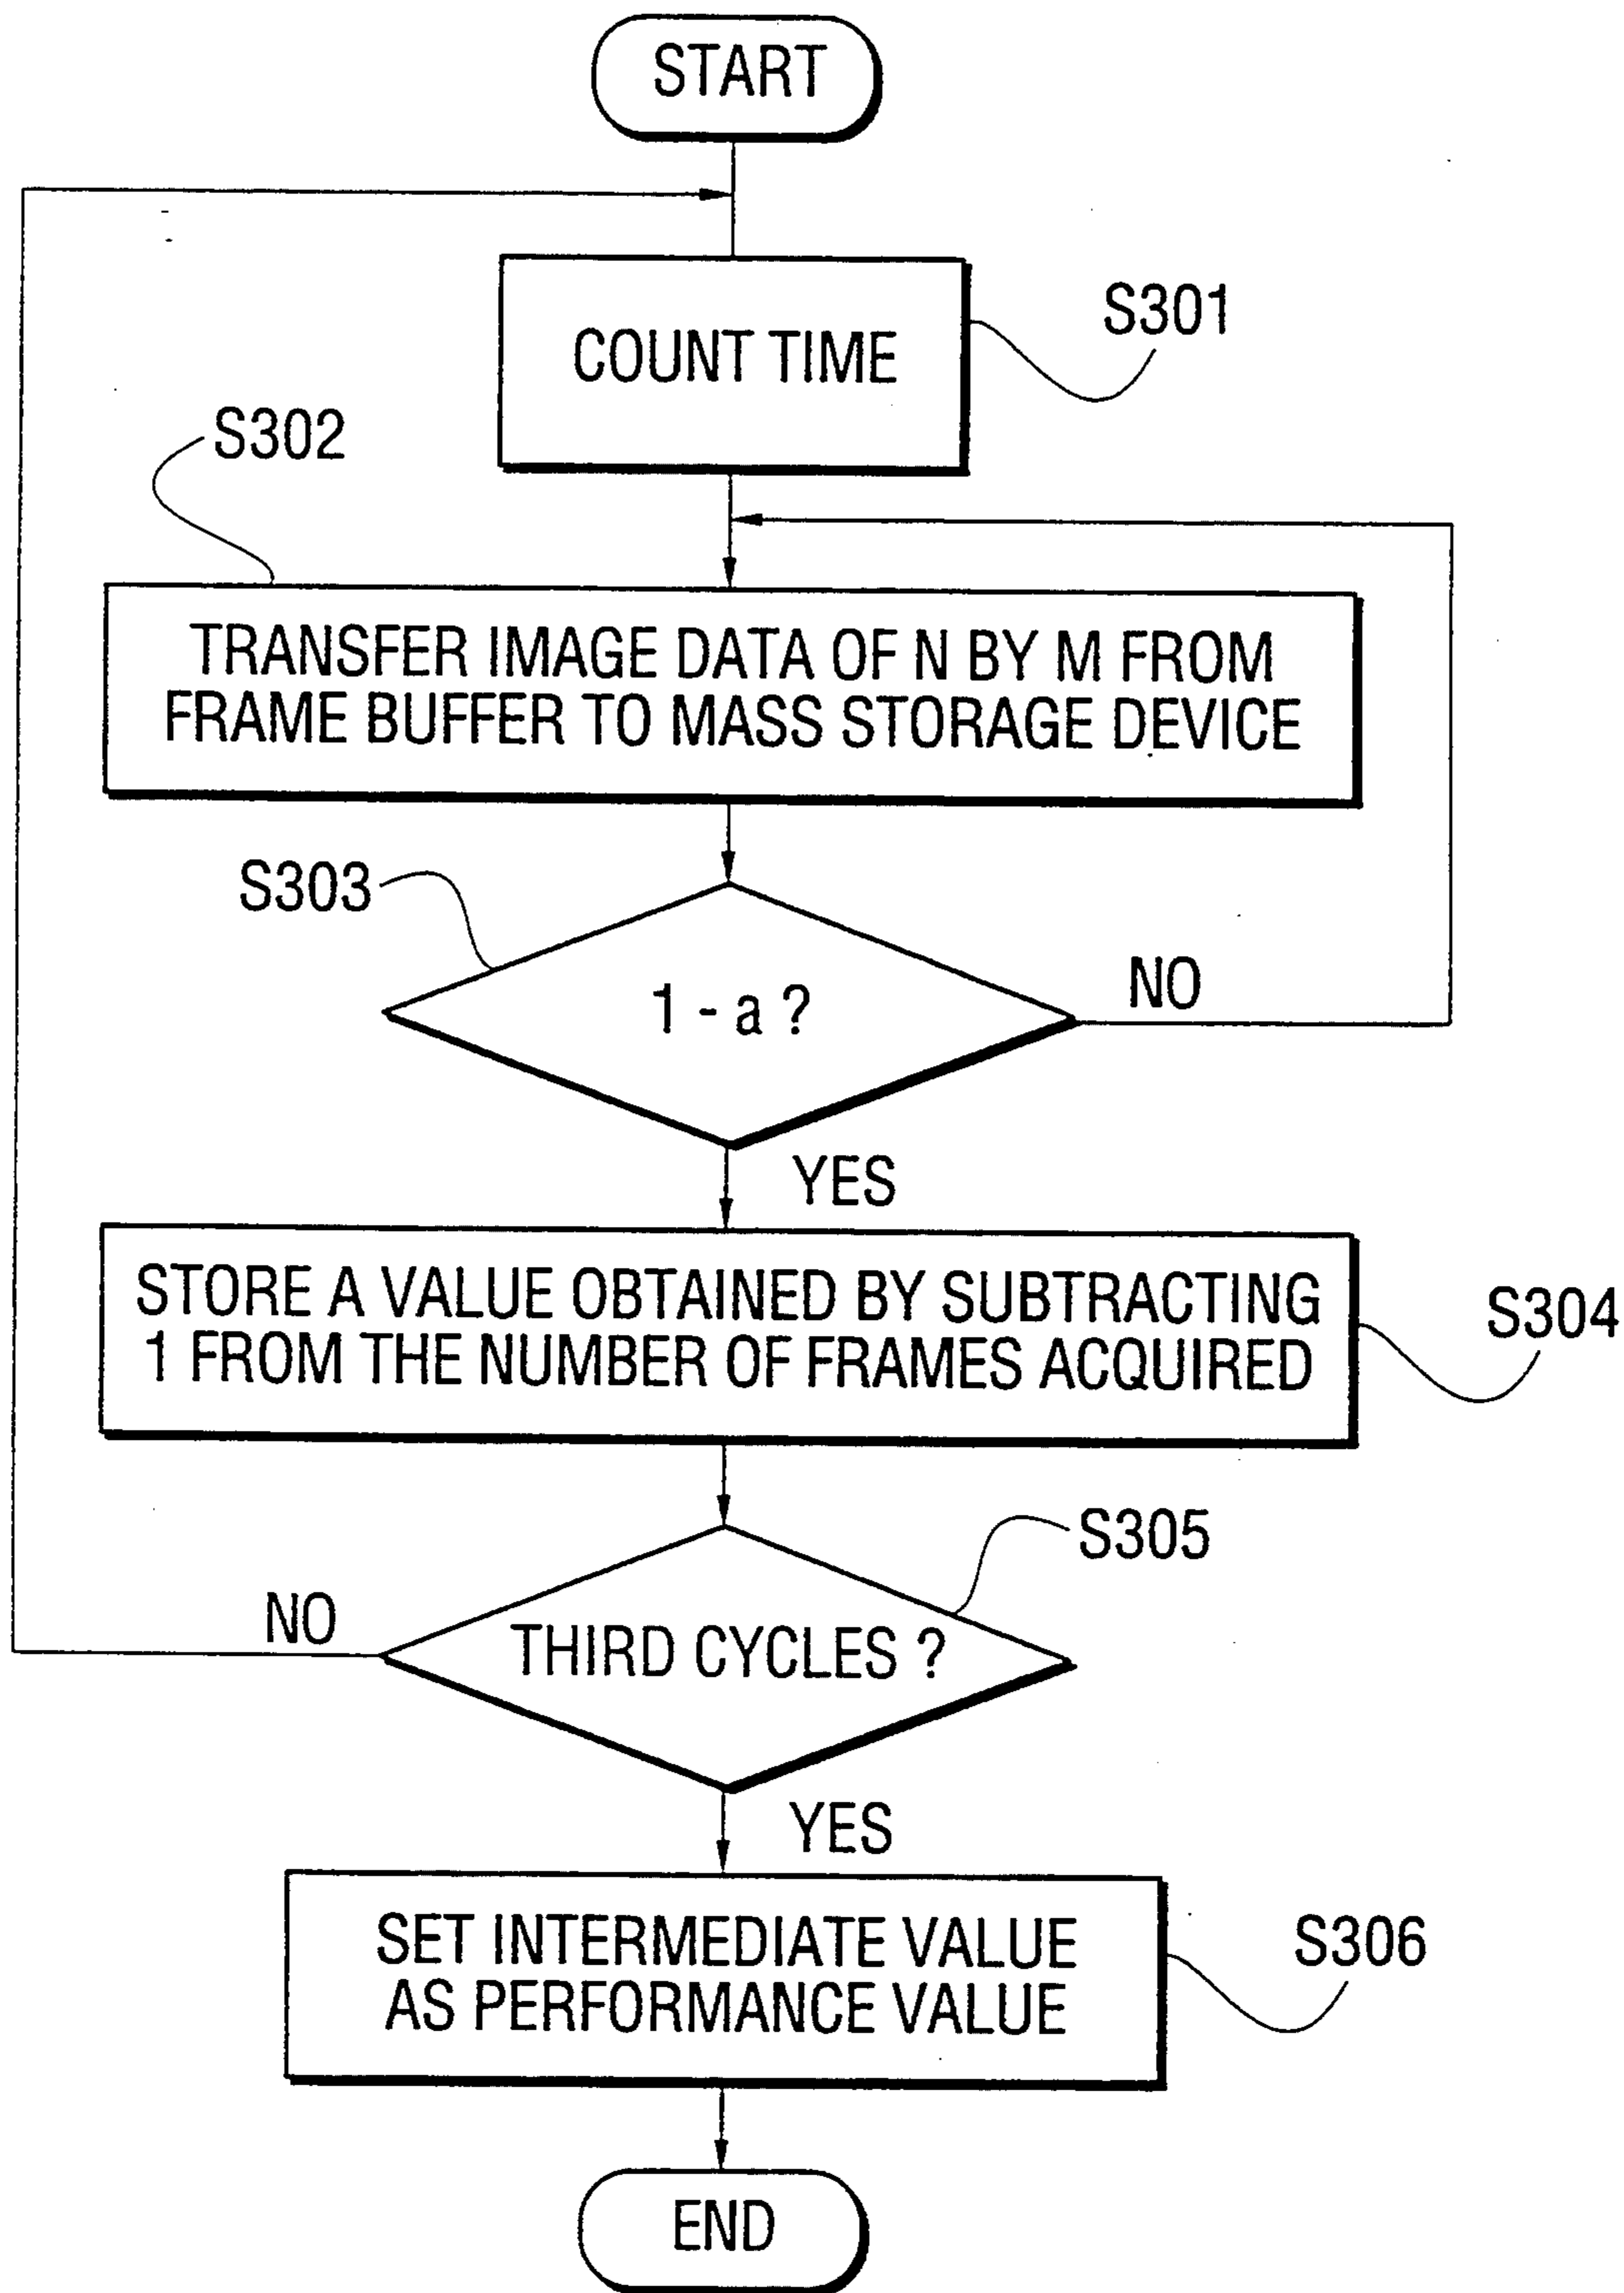 START
COUNT TIME
S301
S302
TRANSFER IMAGE DATA OF N BY M FROM
FRAME BUFFER TO MASS STORAGE DEVICE
S303
1 - a ?
NO
YES
STORE A VALUE OBTAINED BY SUBTRACTING
1 FROM THE NUMBER OF FRAMES ACQUIRED
S304
S305
THIRD CYCLES ?
NO
YES
SET INTERMEDIATE VALUE
AS PERFORMANCE VALUE
S306
END